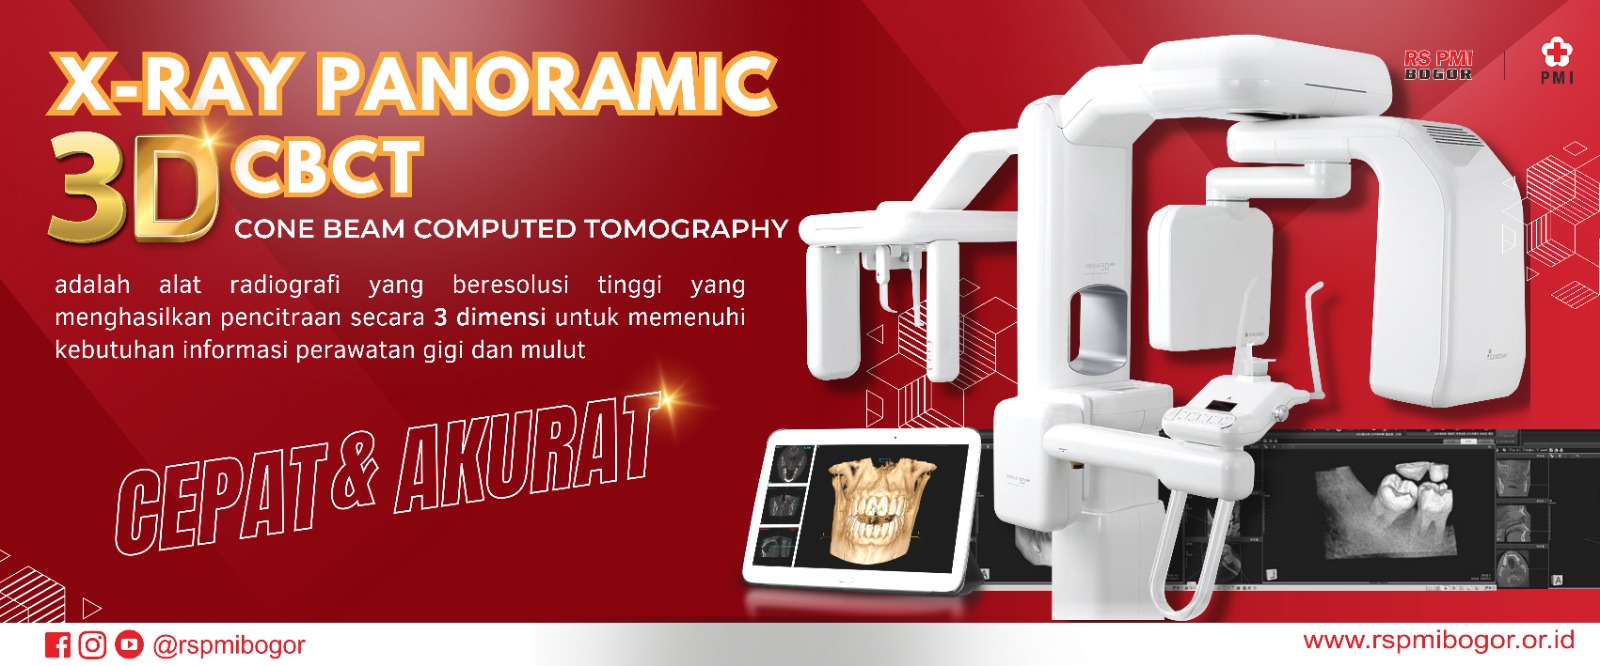 X-RAY PANORAMIC
3D CBCT
CONE BEAM COMPUTED TOMOGRAPHY
adalah alat radiografi yang beresolusi tinggi yang
menghasilkan pencitraan secara 3 dimensi untuk memenuhi
kebutuhan informasi perawatan gigi dan mulut
CEPAT & AKURAT
RS PMI
BOGOR
PMI
@rspmibogor
www.rspmibogor.or.id